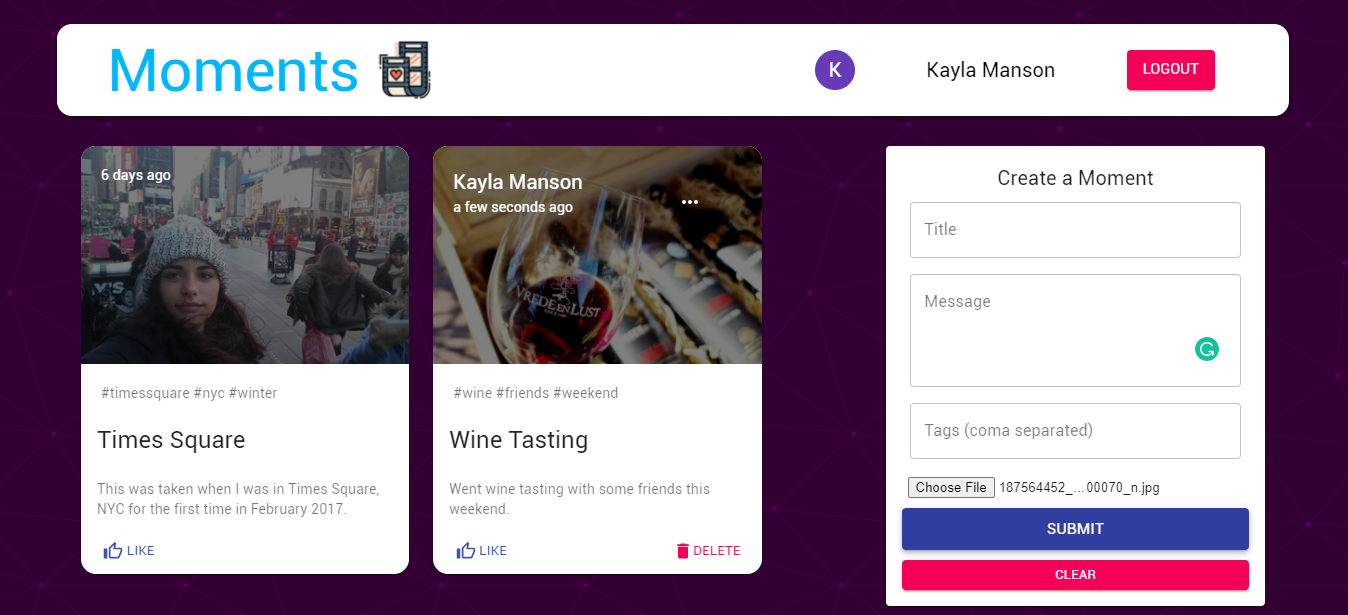 Moments
K
Kayla Manson
LOGOUT
6 days ago
#timessquare #nyc #winter
Times Square
This was taken when I was in Times Square,
NYC for the first time in February 2017.
LIKE
Kayla Manson
a few seconds ago
VREDE EN LUST
#wine #friends #weekend
Wine Tasting
Went wine tasting with some friends this
weekend.
LIKE
DELETE
Create a Moment
Title
Message
Tags (coma separated)
Choose File 187564452_...00070_n.jpg
SUBMIT
CLEAR